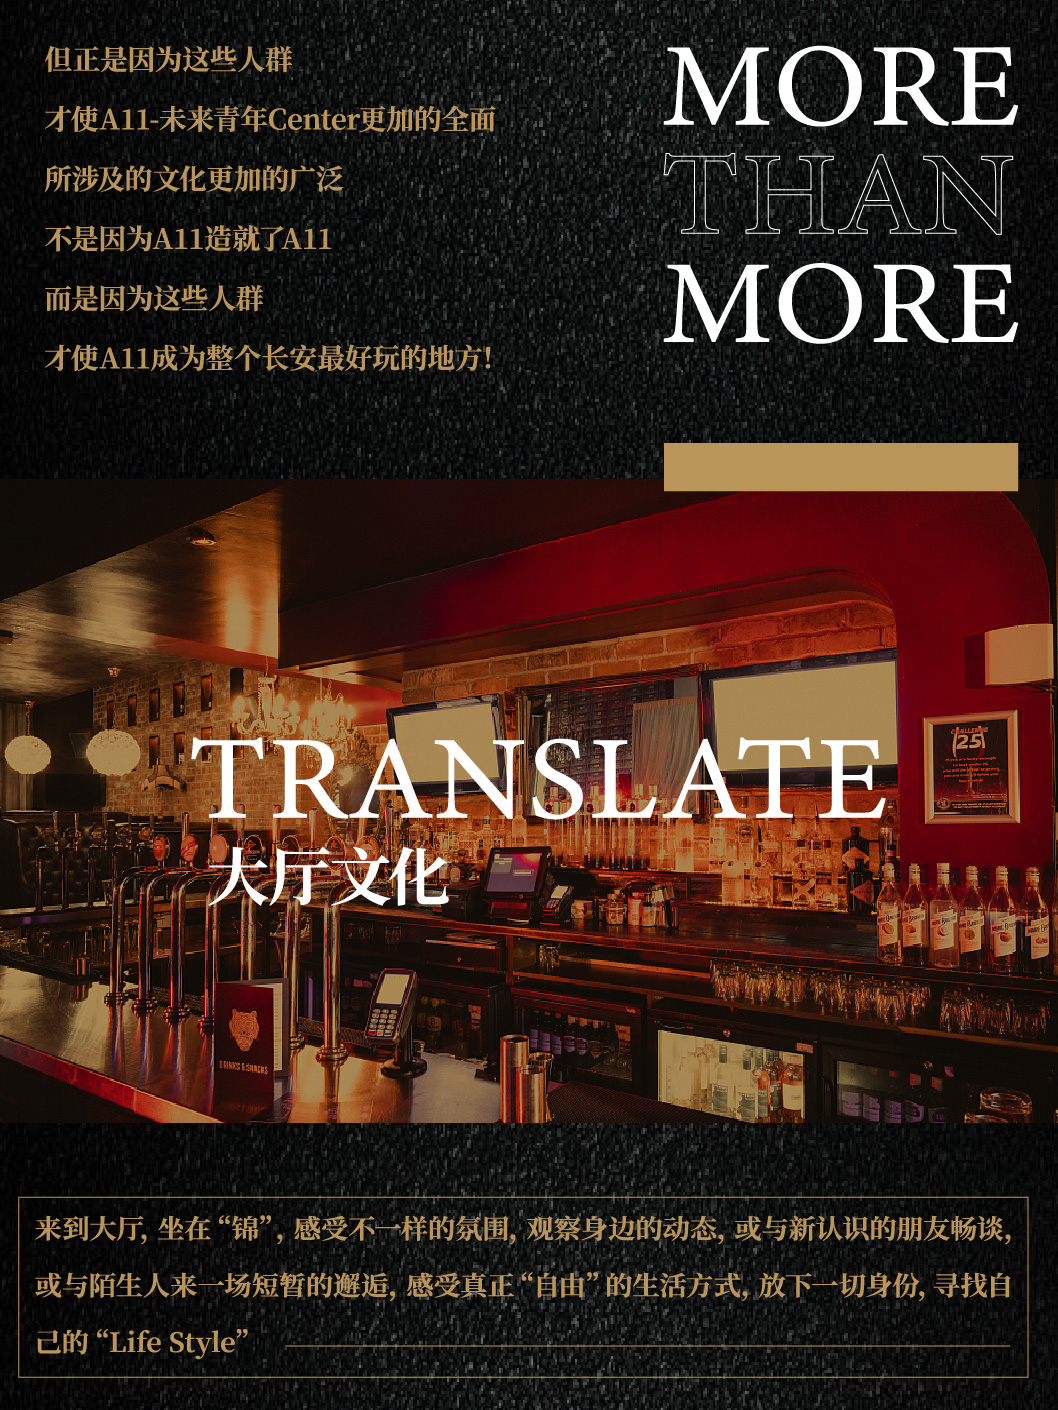 但正是因为这些人群
才使A11-未来青年Center更加的全面
所涉及的文化更加的广泛
不是因为A11造就了A11
而是因为这些人群
才使A11成为整个长安最好玩的地方!
MORE
THAN
MORE
CHALLENGE
25
TRANSLATE
大厅文化
DRINKS & SNACKS
来到大厅, 坐在 “锦”, 感受不一样的氛围, 观察身边的动态, 或与新认识的朋友畅谈,
或与陌生人来一场短暂的邂逅, 感受真正 “自由” 的生活方式, 放下一切身份, 寻找自
己的 “Life Style”